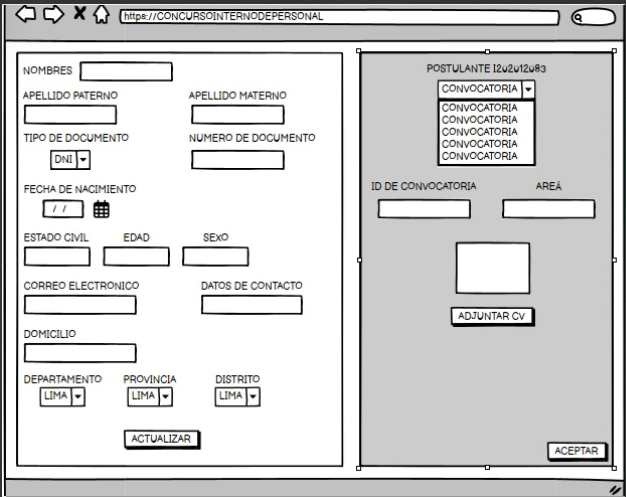 https://CONCURSOINTERNODEPERSONAL
NOMBRES
APELLIDO PATERNO
APELLIDO MATERNO
TIPO DE DOCUMENTO
NUMERO DE DOCUMENTO
DNI
FECHA DE NACIMIENTO
/ /
ESTADO CIVIL
EDAD
SEXO
CORREO ELECTRONICO
DATOS DE CONTACTO
DOMICILIO
DEPARTAMENTO
PROVINCIA
DISTRITO
LIMA
LIMA
LIMA
ACTUALIZAR
POSTULANTE I2U2U12U83
CONVOCATORIA
CONVOCATORIA
CONVOCATORIA
CONVOCATORIA
CONVOCATORIA
CONVOCATORIA
ID DE CONVOCATORIA
AREÁ
ADJUNTAR CV
ACEPTAR